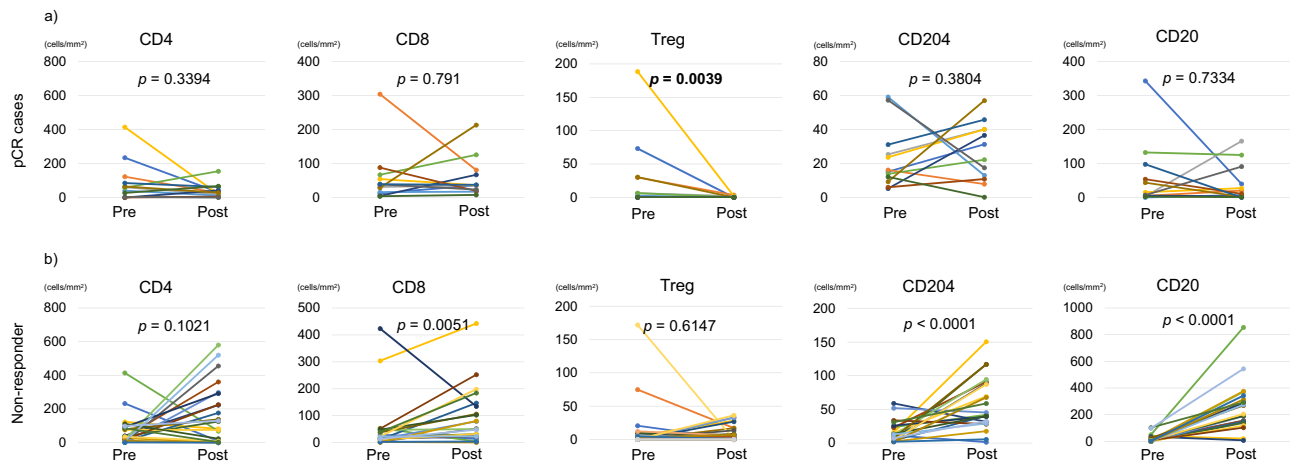 a)
(cells/mm²) CD4
800
600
400
200
0
p = 0.3394
Pre Post
(cells/mm²) CD8
400
300
200
100
0
p = 0.791
Pre Post
(cells/mm²) Treg
200
150
100
50
0
p = 0.0039
Pre Post
(cells/mm²) CD204
80
60
40
20
0
p = 0.3804
Pre Post
(cells/mm²) CD20
400
300
200
100
0
p = 0.7334
Pre Post
pCR cases
b)
(cells/mm²) CD4
800
600
400
200
0
p = 0.1021
Pre Post
(cells/mm²) CD8
500
400
300
200
100
0
p = 0.0051
Pre Post
(cells/mm²) Treg
200
150
100
50
0
p = 0.6147
Pre Post
(cells/mm²) CD204
200
150
100
50
0
p < 0.0001
Pre Post
(cells/mm²) CD20
1000
800
600
400
200
0
p < 0.0001
Pre Post
Non-responder